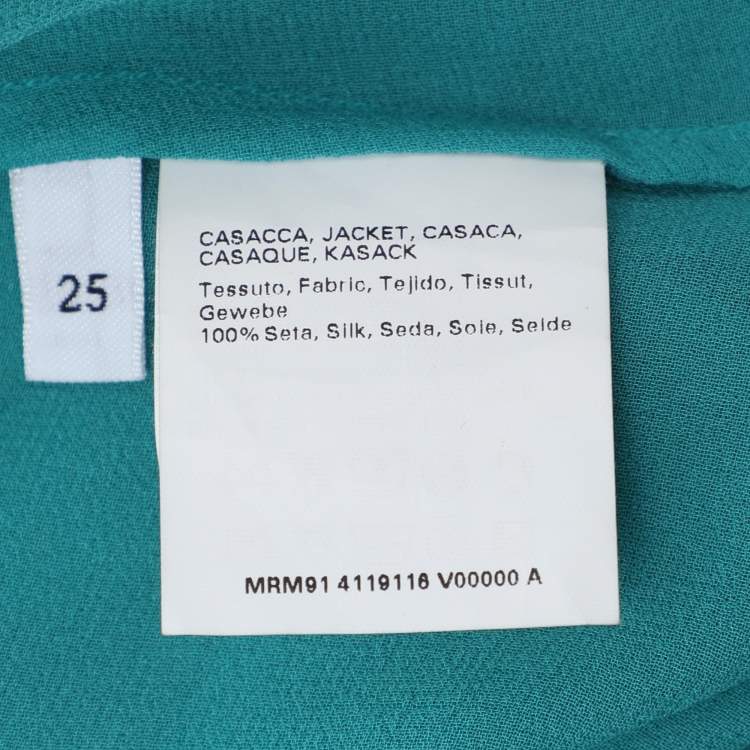 25
CASACCA, JACKET, CASACA,
CASAQUE, KASACK
Tessuto, Fabric, Tejido, Tissut,
Gewebe
100% Seta, Silk, Seda, Soie, Seide
MRM91 4119116 V00000 A